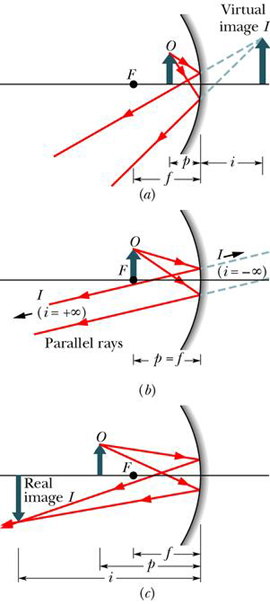 Virtual
image I
O
F
p
i
f
(a)
O
I
F
I
(i = −∞)
(i = +∞)
Parallel rays
p = f
(b)
O
F
Real
image I
f
p
i
(c)